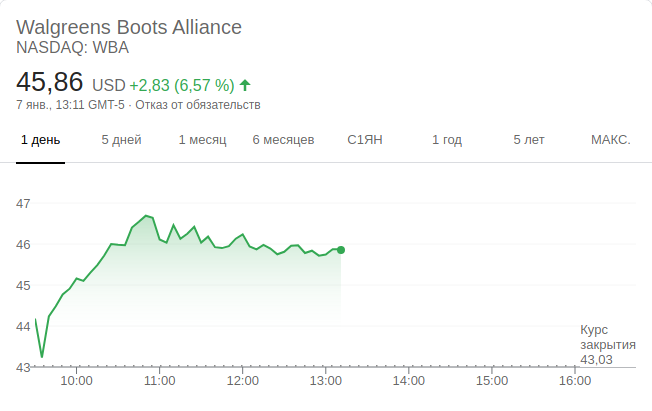 Walgreens Boots Alliance
NASDAQ: WBA
45,86 USD +2,83 (6,57 %)
7 янв., 13:11 GMT-5 · Отказ от обязательств
1 день 5 дней 1 месяц 6 месяцев С1ЯН 1 год 5 лет МАКС.
47
46
45
44
Курс
закрытия
43,03
43
10:00 11:00 12:00 13:00 14:00 15:00 16:00